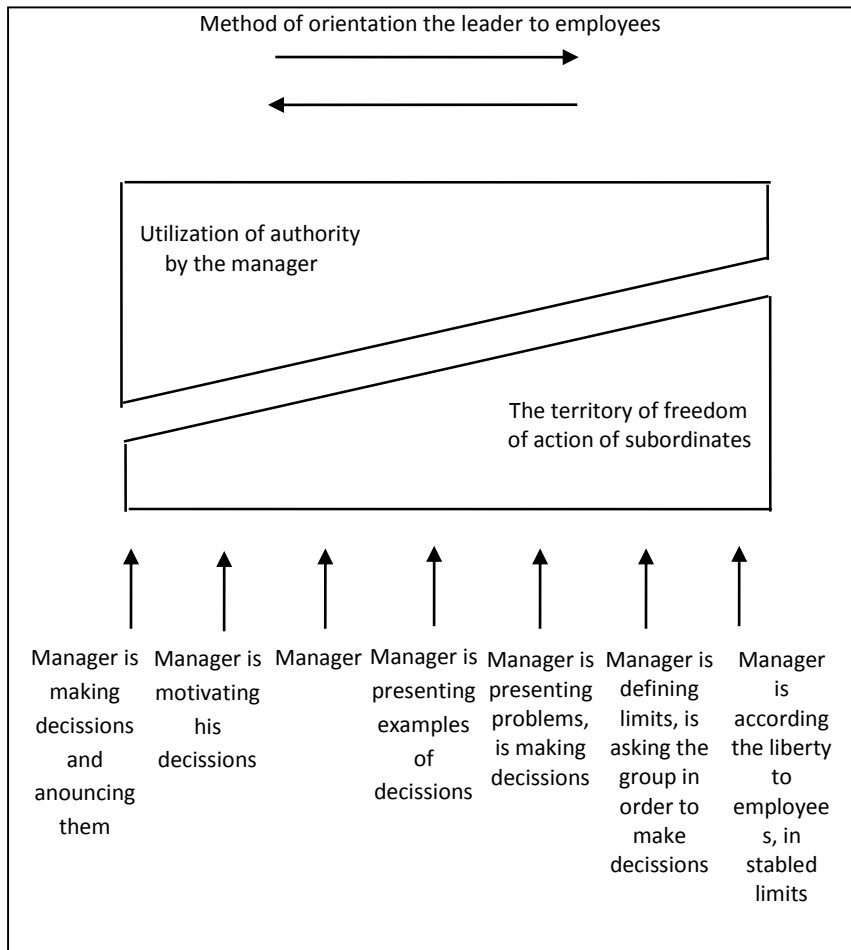 Method of orientation the leader to employees
Utilization of authority
by the manager
The territory of freedom
of action of subordinates
Manager is
making
decissions
and
anouncing
them
Manager is
motivating
his
decissions
Manager
Manager is
presenting
examples
of
decissions
Manager is
presenting
problems,
is making
decissions
Manager is
defining
limits, is
asking the
group in
order to
make
decissions
Manager
is
according
the liberty
to
employee
s, in
stabled
limits